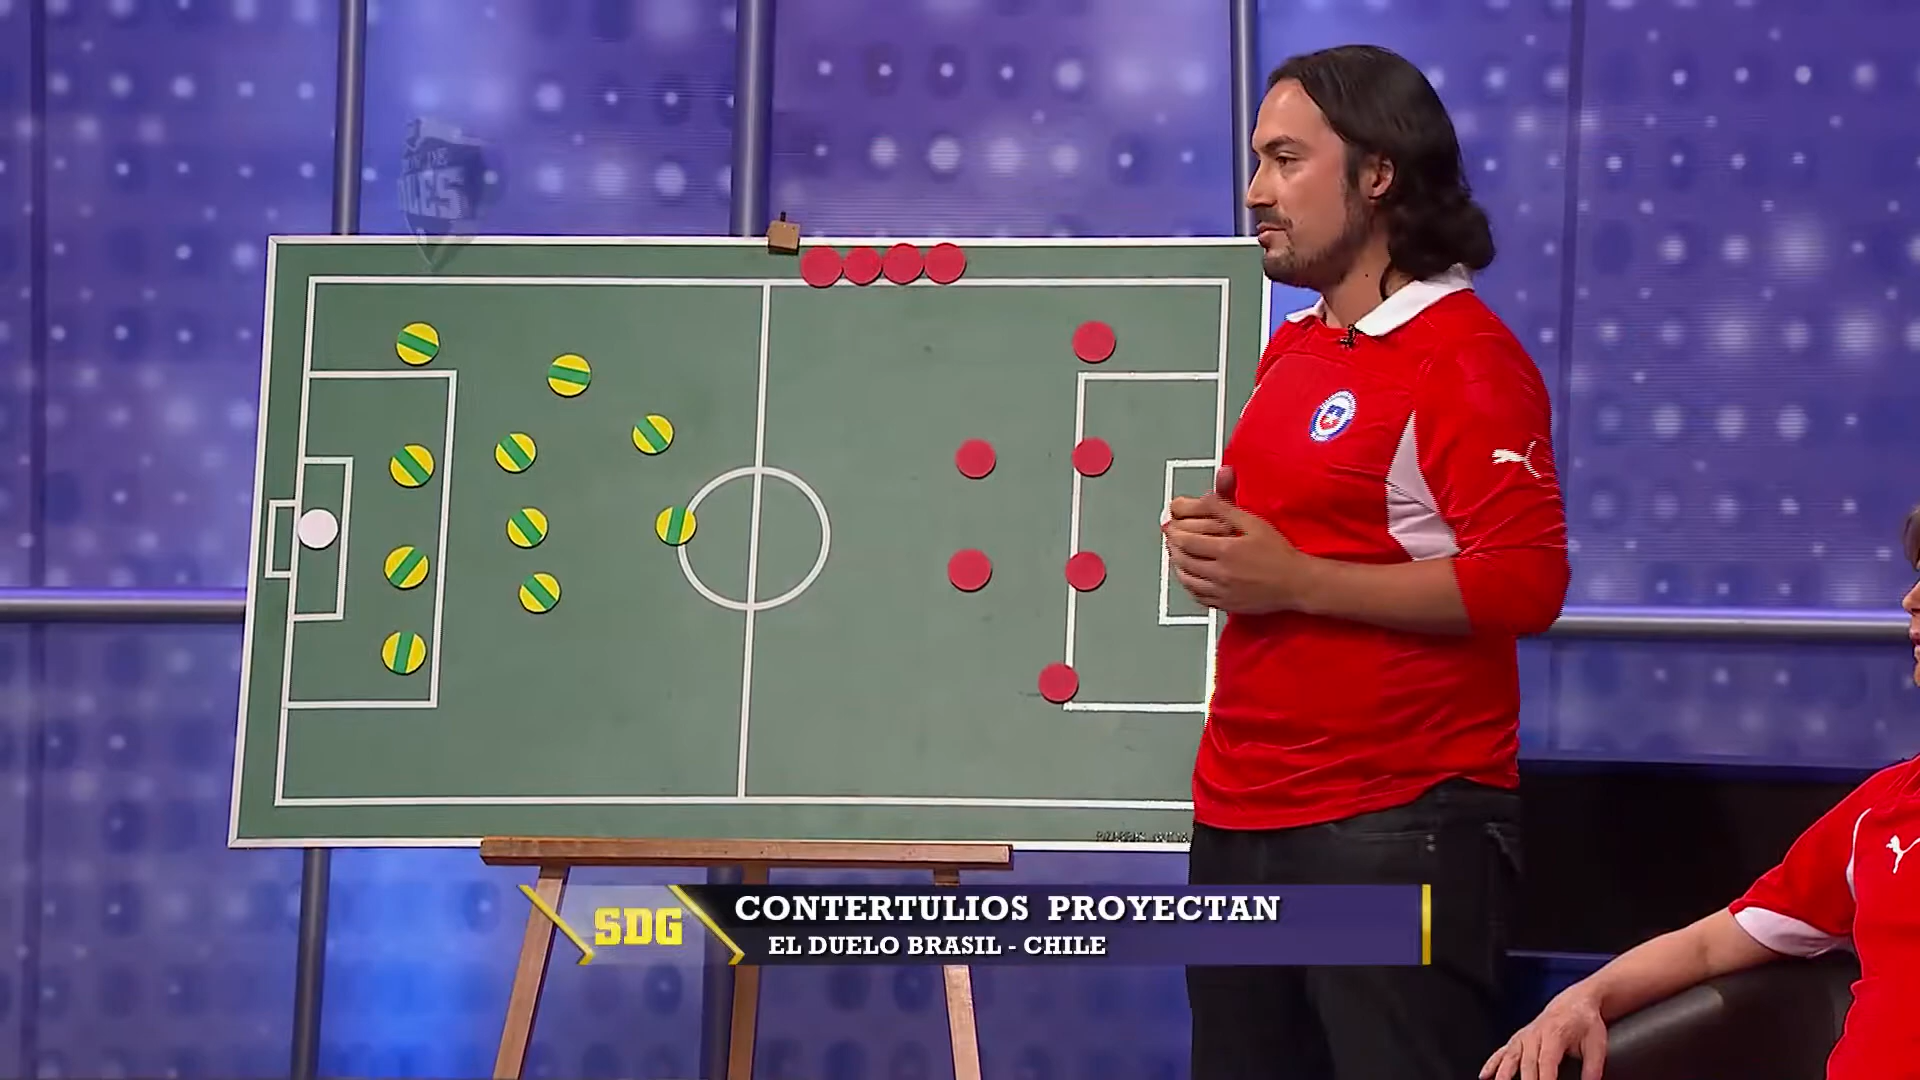 SDG
CONTERTULIOS PROYECTAN
EL DUELO BRASIL - CHILE